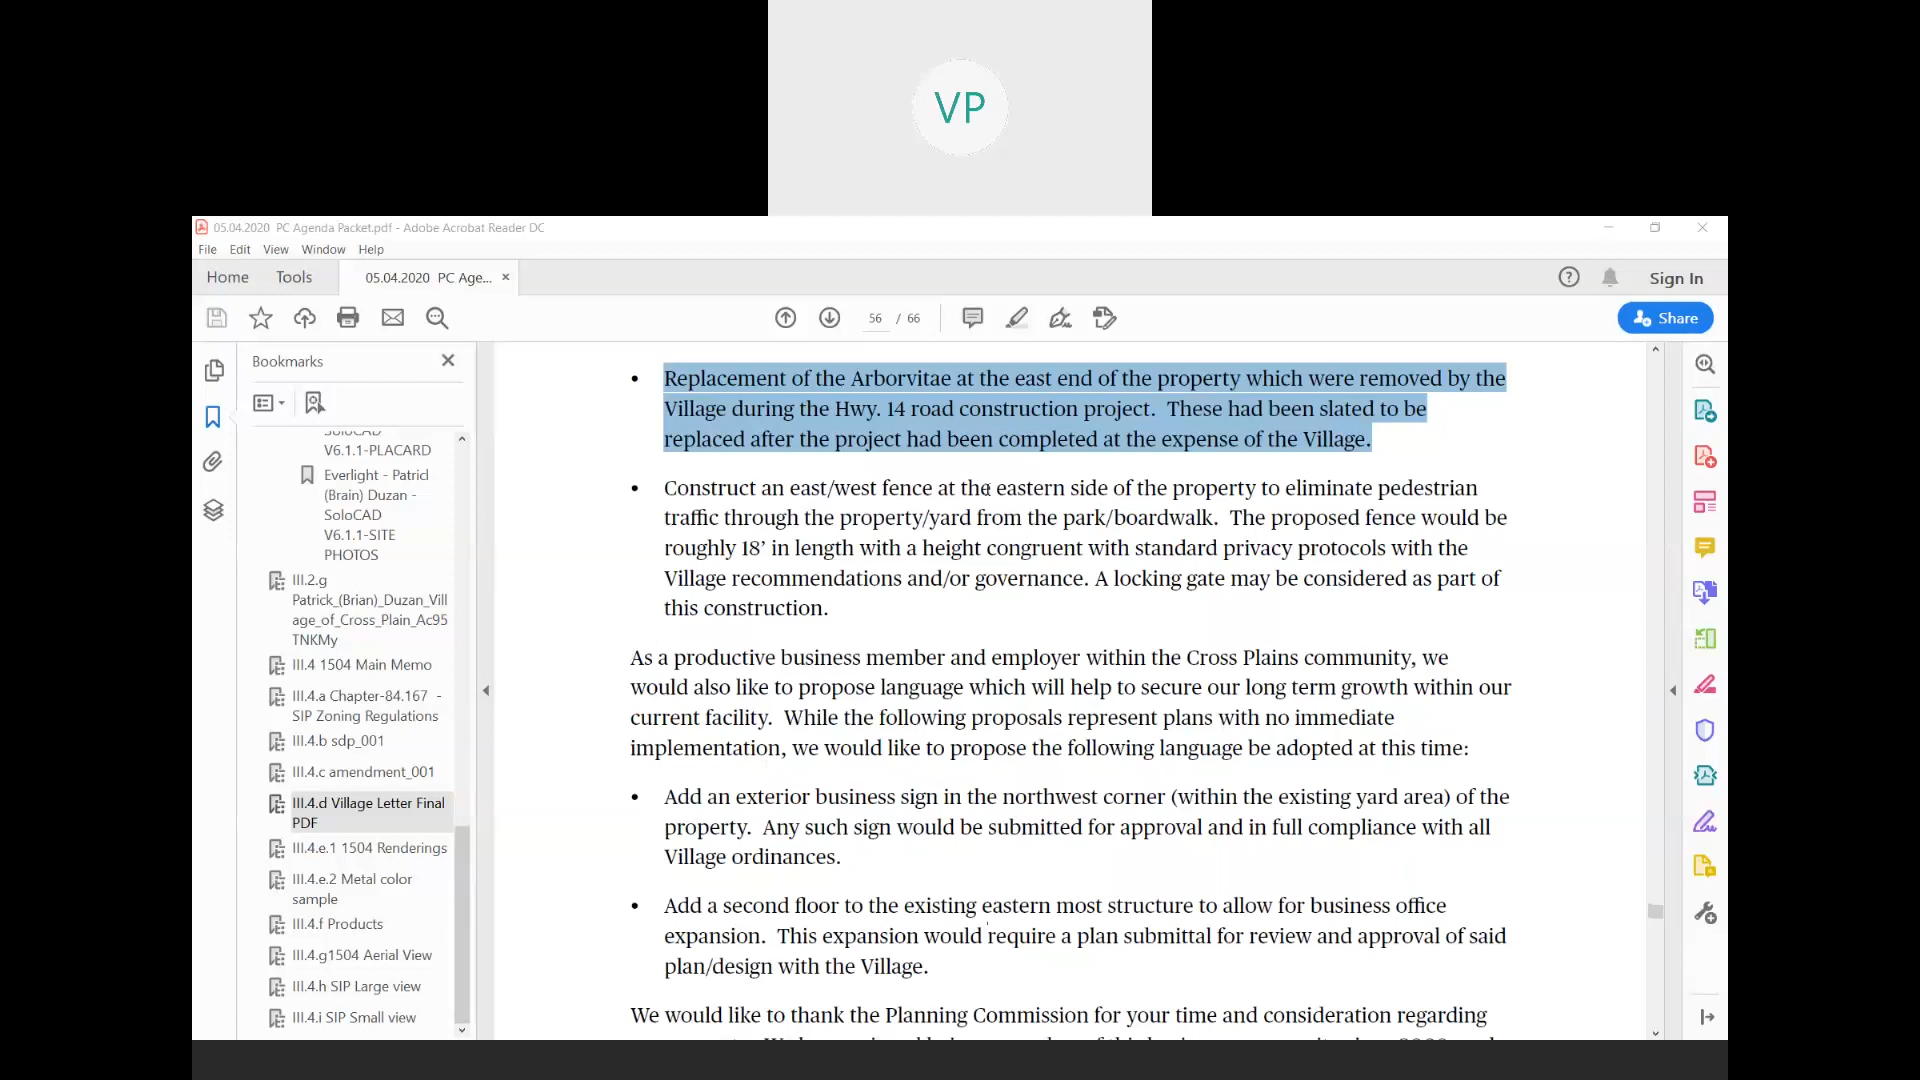 VP
05.04.2020 PC Agenda Packet.pdf - Adobe Acrobat Reader DC
File Edit View Window Help
Home Tools 05.04.2020 PC Age... × Sign In
56 / 66 Share
Bookmarks
V6.1.1-PLACARD
Everlight - Patricl
(Brain) Duzan -
SoloCAD
V6.1.1-SITE
PHOTOS
III.2.g
Patrick_(Brian)_Duzan_Vill
age_of_Cross_Plain_Ac95
TNKMy
III.4 1504 Main Memo
III.4.a Chapter-84.167 -
SIP Zoning Regulations
III.4.b sdp_001
III.4.c amendment_001
III.4.d Village Letter Final
PDF
III.4.e.1 1504 Renderings
III.4.e.2 Metal color
sample
III.4.f Products
III.4.g1504 Aerial View
III.4.h SIP Large view
III.4.i SIP Small view
• Replacement of the Arborvitae at the east end of the property which were removed by the
Village during the Hwy. 14 road construction project. These had been slated to be
replaced after the project had been completed at the expense of the Village.
• Construct an east/west fence at the eastern side of the property to eliminate pedestrian
traffic through the property/yard from the park/boardwalk. The proposed fence would be
roughly 18’ in length with a height congruent with standard privacy protocols with the
Village recommendations and/or governance. A locking gate may be considered as part of
this construction.
As a productive business member and employer within the Cross Plains community, we
would also like to propose language which will help to secure our long term growth within our
current facility. While the following proposals represent plans with no immediate
implementation, we would like to propose the following language be adopted at this time:
• Add an exterior business sign in the northwest corner (within the existing yard area) of the
property. Any such sign would be submitted for approval and in full compliance with all
Village ordinances.
• Add a second floor to the existing eastern most structure to allow for business office
expansion. This expansion would require a plan submittal for review and approval of said
plan/design with the Village.
We would like to thank the Planning Commission for your time and consideration regarding